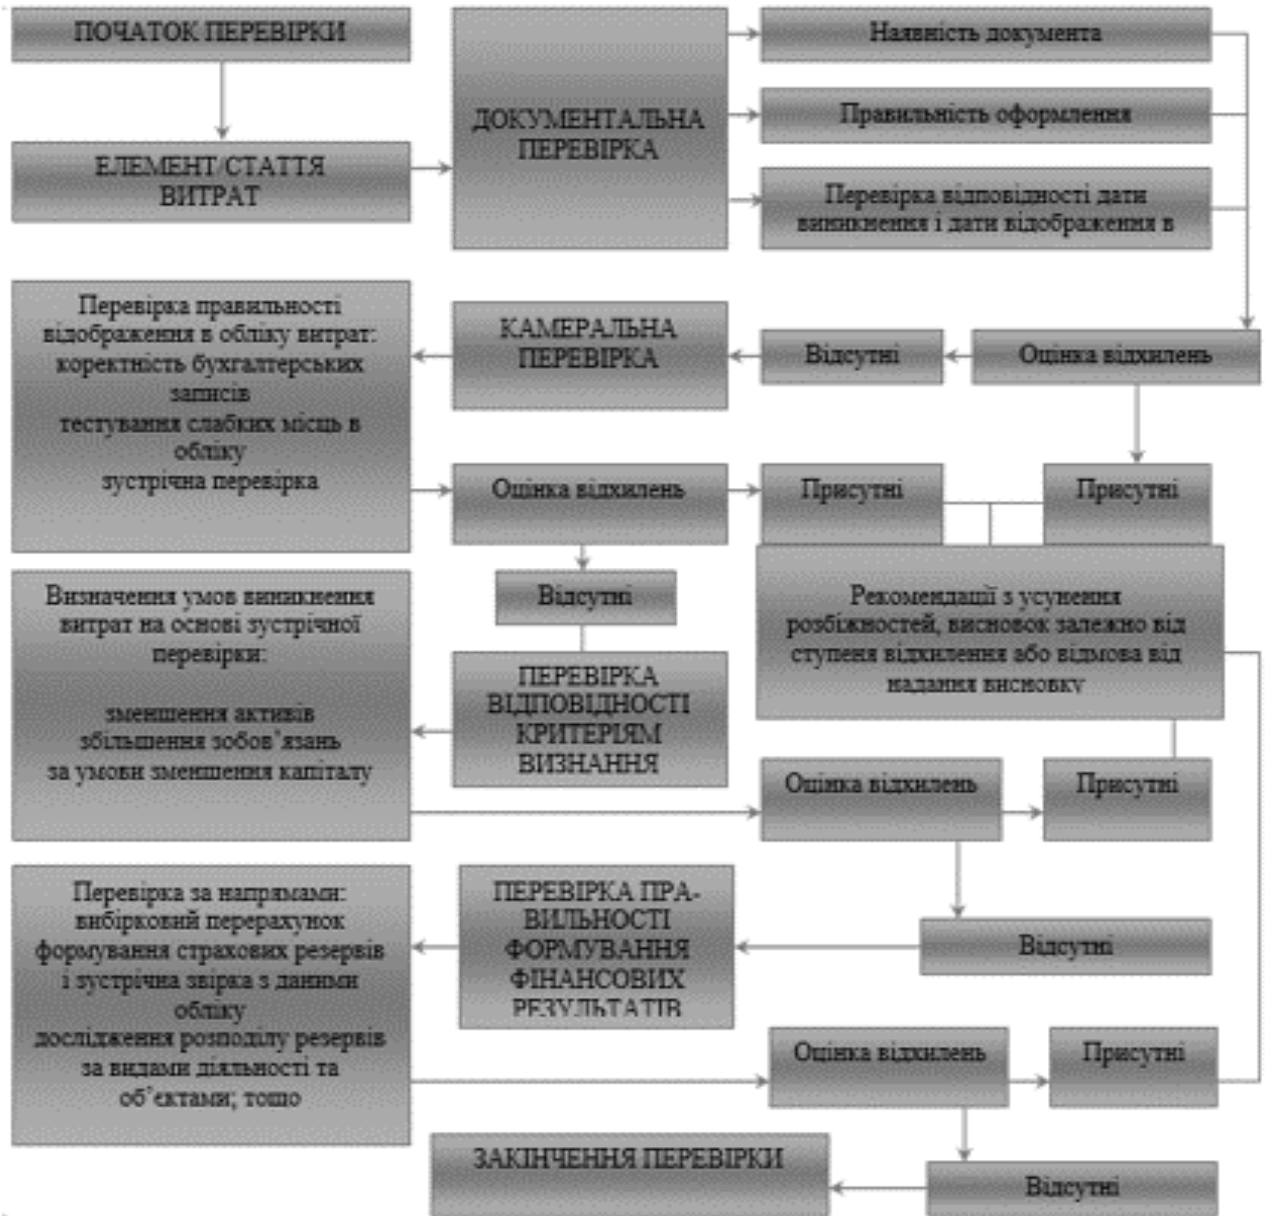 ПОЧАТОК ПЕРЕВІРКИ
ЕЛЕМЕНТ/СТАТТЯ
ВИТРАТ
ДОКУМЕНТАЛЬНА
ПЕРЕВІРКА
Наявність документа
Правильність оформлення
Перевірка відповідності дати
виникнення і дати відображення в
Оцінка відхилень
Відсутні
КАМЕРАЛЬНА
ПЕРЕВІРКА
Перевірка правильності
відображення в обліку витрат:
коректність бухгалтерських
записів
тестування слабких місць в
обліку
зустрічна перевірка
Оцінка відхилень
Присутні
Присутні
Відсутні
Рекомендації з усунення
розбіжностей, висновок залежно від
ступеня відхилення або відмова від
надання висновку
ПЕРЕВІРКА
ВІДПОВІДНОСТІ
КРИТЕРІЯМ
ВИЗНАННЯ
Визначення умов виникнення
витрат на основі зустрічної
перевірки:
зменшення активів
збільшення зобов’язань
за умови зменшення капіталу
Оцінка відхилень
Присутні
Відсутні
ПЕРЕВІРКА ПРА-
ВИЛЬНОСТІ
ФОРМУВАННЯ
ФІНАНСОВИХ
РЕЗУЛЬТАТІВ
Перевірка за напрямами:
вибірковий перерахунок
формування страхових резервів
і зустрічна звірка з даними
обліку
дослідження розподілу резервів
за видами діяльності та
об’єктами; тощо
Оцінка відхилень
Присутні
Відсутні
ЗАКІНЧЕННЯ ПЕРЕВІРКИ